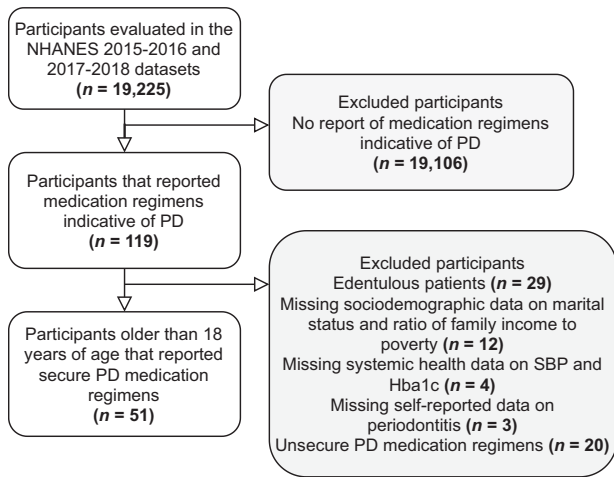 Participants evaluated in the
NHANES 2015-2016 and
2017-2018 datasets
(n = 19,225)
Excluded participants
No report of medication regimens
indicative of PD
(n = 19,106)
Participants that reported
medication regimens
indicative of PD
(n = 119)
Excluded participants
Edentulous patients (n = 29)
Missing sociodemographic data on marital
status and ratio of family income to
poverty (n = 12)
Missing systemic health data on SBP and
Hba1c (n = 4)
Missing self-reported data on
periodontitis (n = 3)
Unsecure PD medication regimens (n = 20)
Participants older than 18
years of age that reported
secure PD medication
regimens
(n = 51)